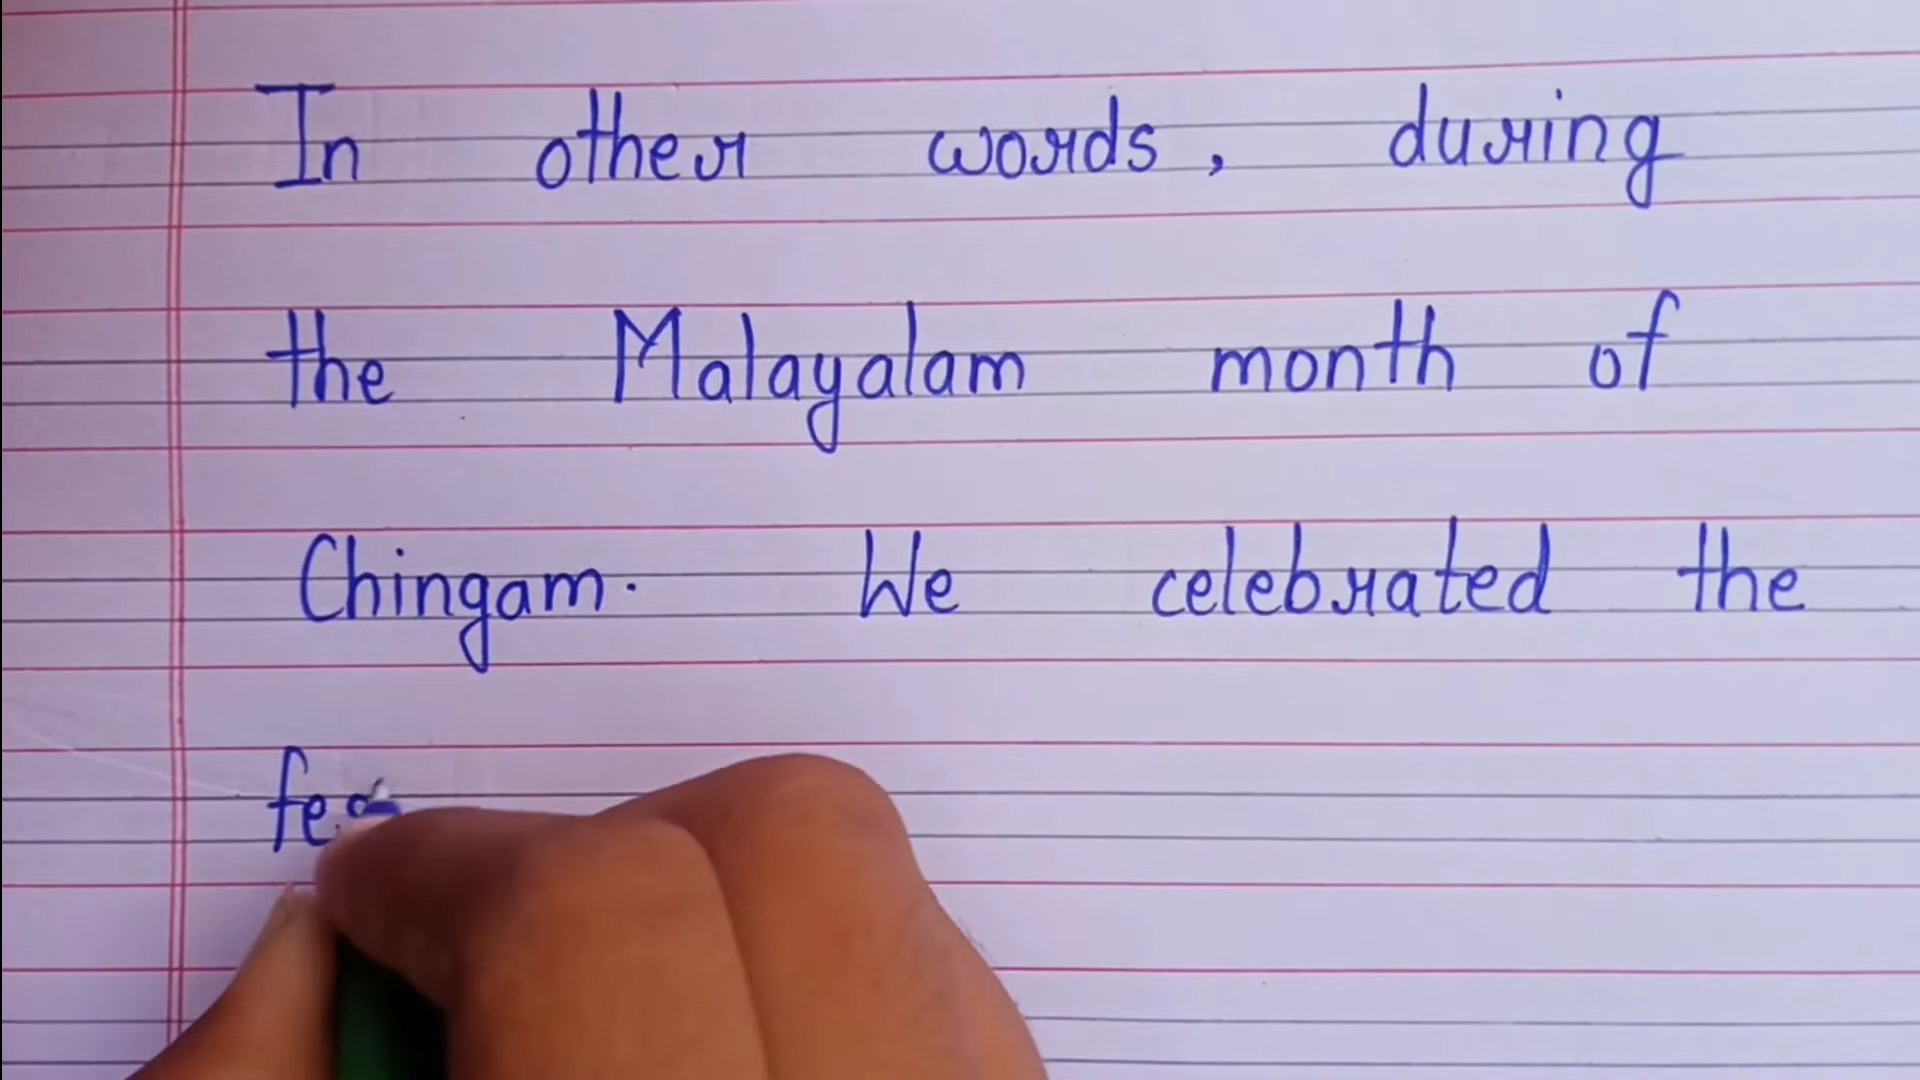 In other words, during
the Malayalam month of
Chingam. We celebrated the